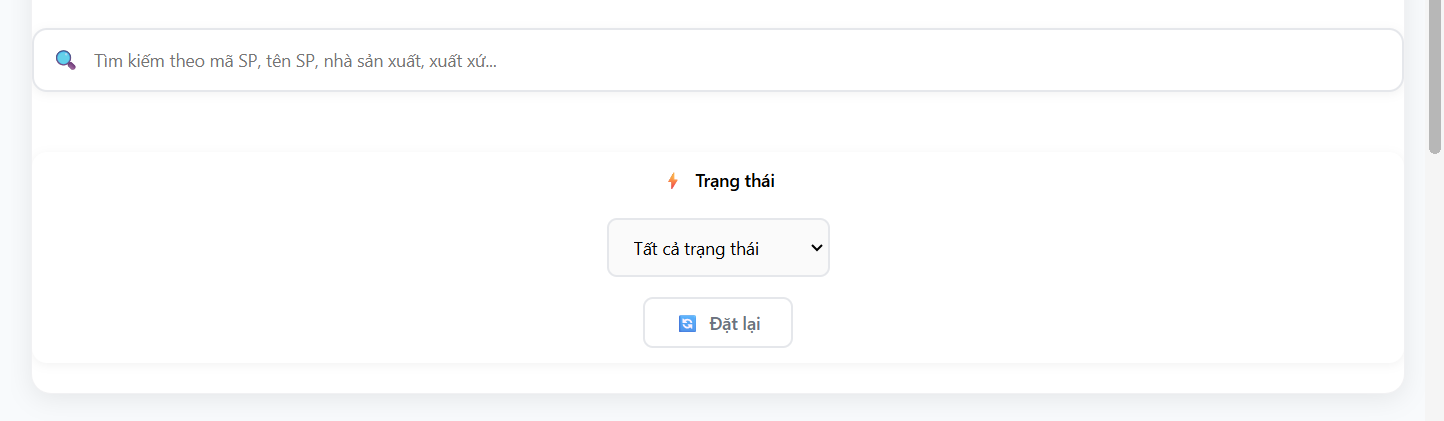 Tìm kiếm theo mã SP, tên SP, nhà sản xuất, xuất xứ...
Trạng thái
Tất cả trạng thái
Đặt lại